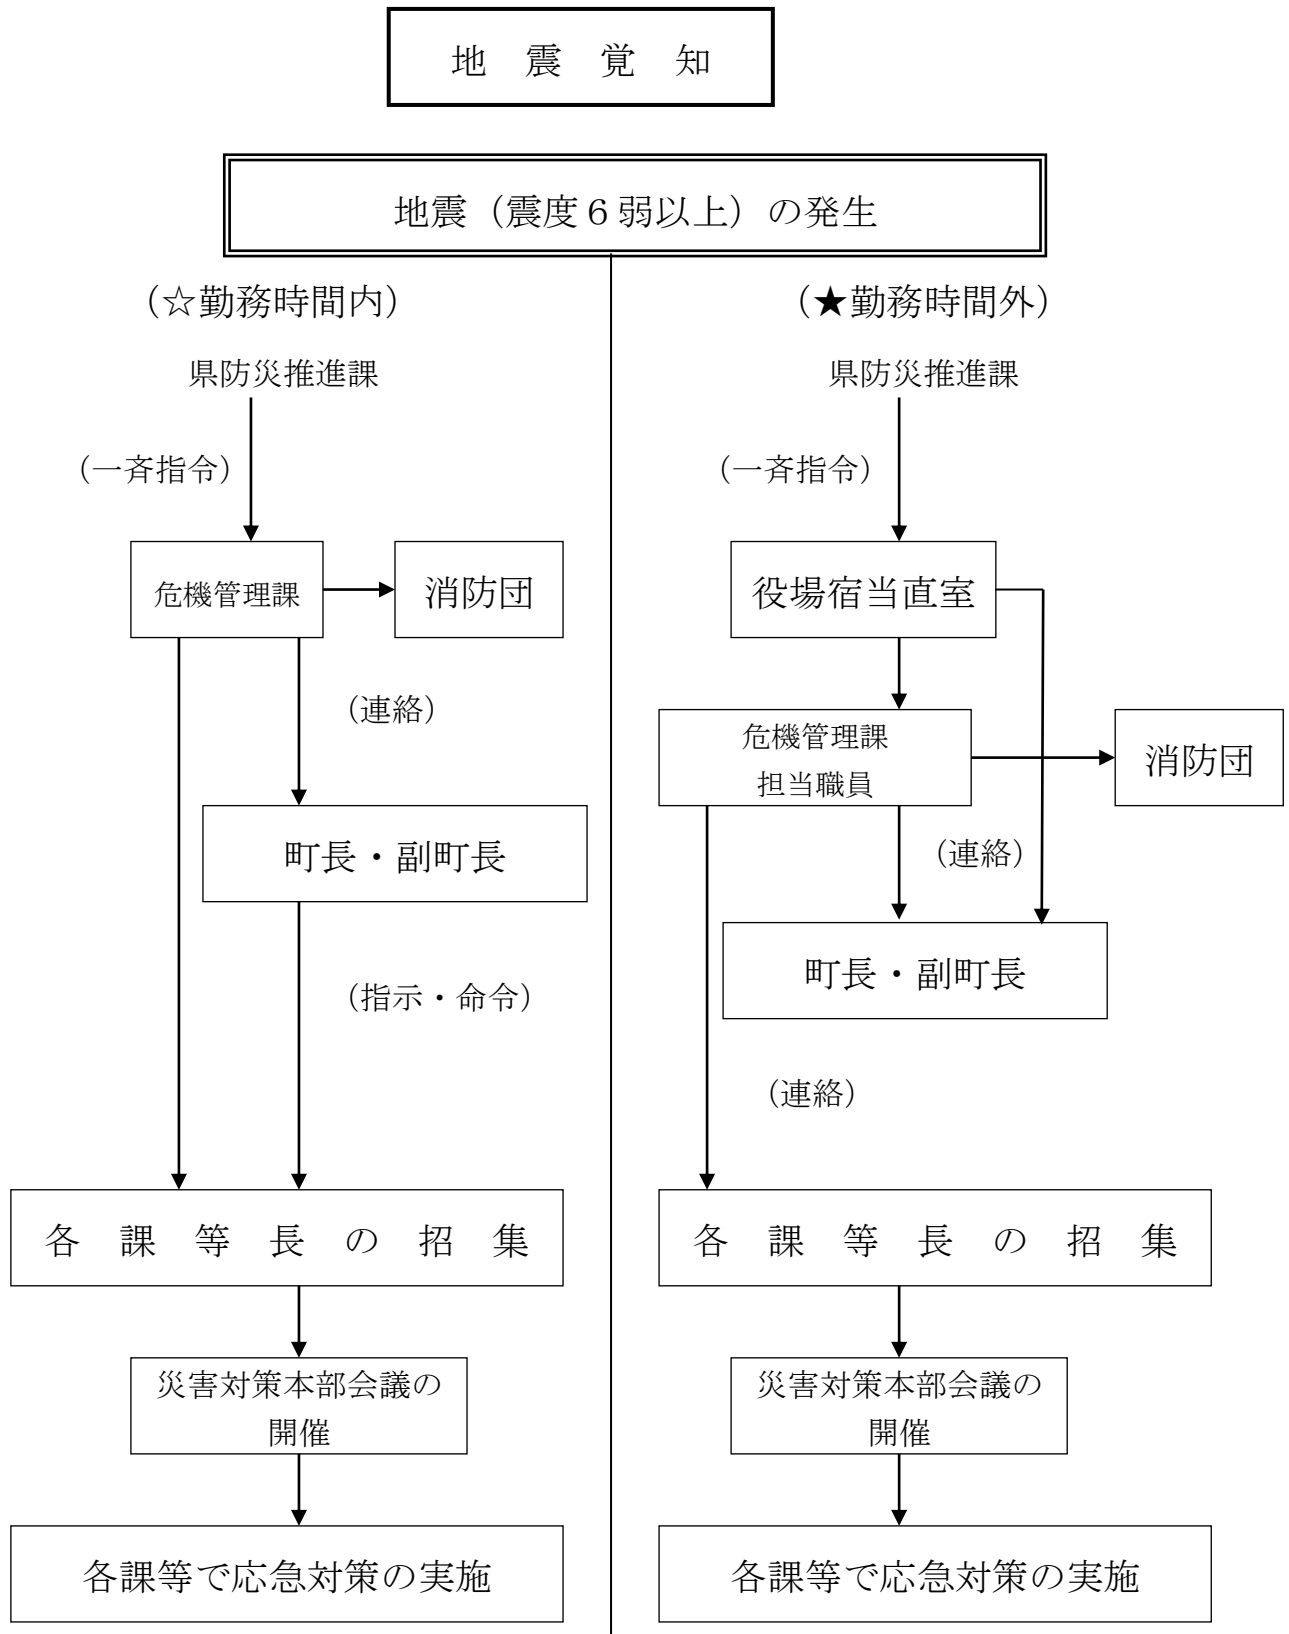 地　震　覚　知
地震（震度６弱以上）の発生
（☆勤務時間内）
県防災推進課
（一斉指令）
危機管理課
消防団
（連絡）
町長・副町長
（指示・命令）
各　課　等　長　の　招　集
災害対策本部会議の
開催
各課等で応急対策の実施
（★勤務時間外）
県防災推進課
（一斉指令）
役場宿当直室
危機管理課
担当職員
消防団
（連絡）
町長・副町長
（連絡）
各　課　等　長　の　招　集
災害対策本部会議の
開催
各課等で応急対策の実施